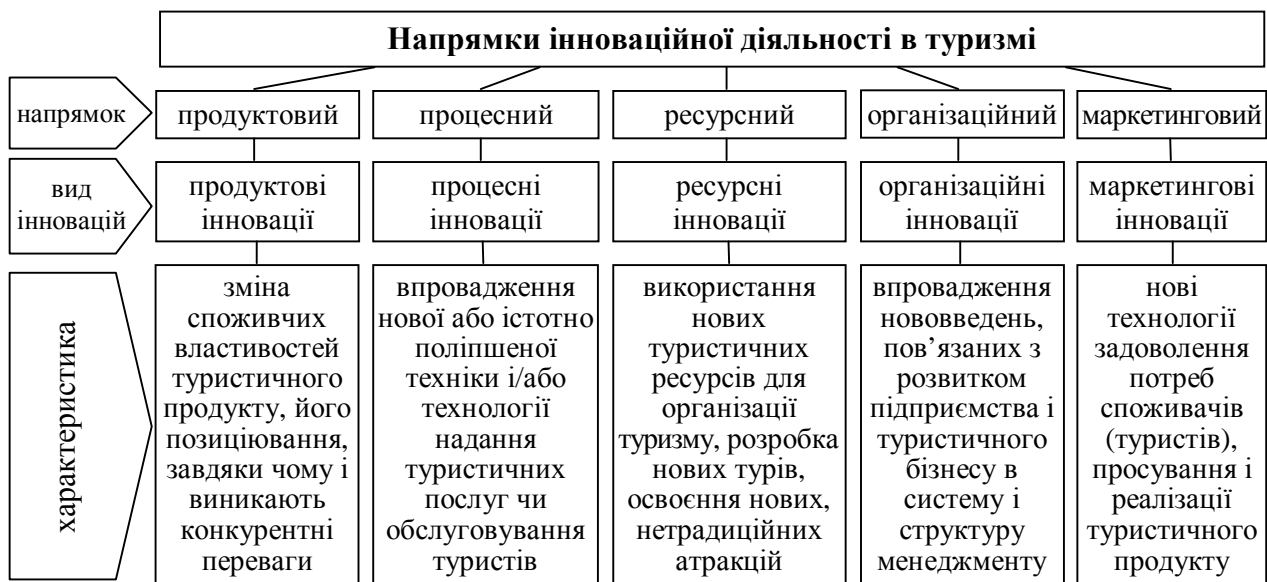 Напрямки інноваційної діяльності в туризмі
напрямок
продуктовий
процесний
ресурсний
організаційний
маркетинговий
вид
інновацій
продуктові
інновації
процесні
інновації
ресурсні
інновації
організаційні
інновації
маркетингові
інновації
характеристика
зміна
споживчих
властивостей
туристичного
продукту, його
позиціювання,
завдяки чому і
виникають
конкурентні
переваги
впровадження
нової або істотно
поліпшеної
техніки і/або
технології
надання
туристичних
послуг чи
обслуговування
туристів
використання
нових
туристичних
ресурсів для
організації
туризму, розробка
нових турів,
освоєння нових,
нетрадиційних
атракцій
впровадження
нововведень,
пов’язаних з
розвитком
підприємства і
туристичного
бізнесу в
систему і
структуру
менеджменту
нові
технології
задоволення
потреб
споживачів
(туристів),
просування і
реалізації
туристичного
продукту